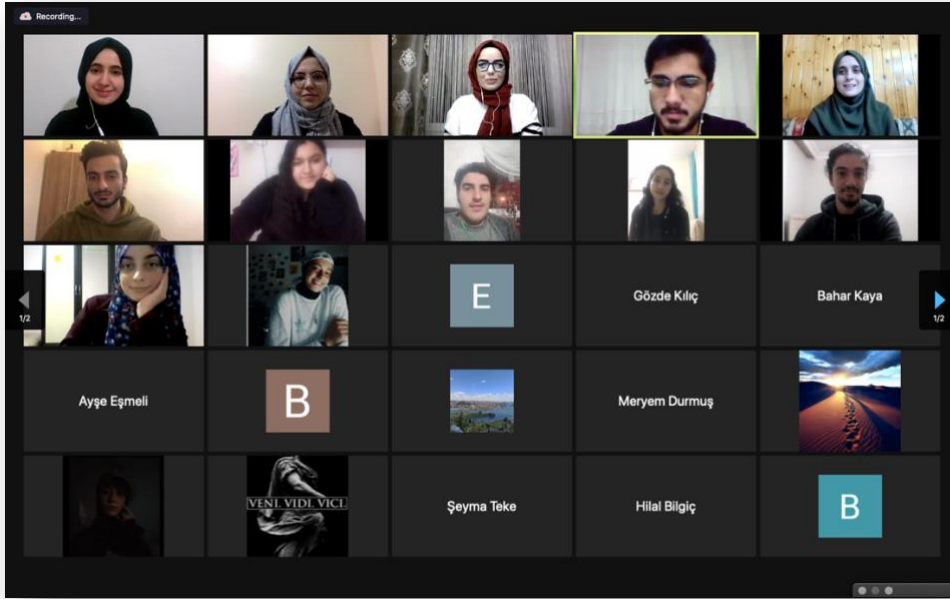 Recording...
E
Gözde Kılıç
Bahar Kaya
1/2
1/2
Ayşe Eşmeli
B
Meryem Durmuş
VENI. VIDI. VICI.
Şeyma Teke
Hilal Bilgiç
B